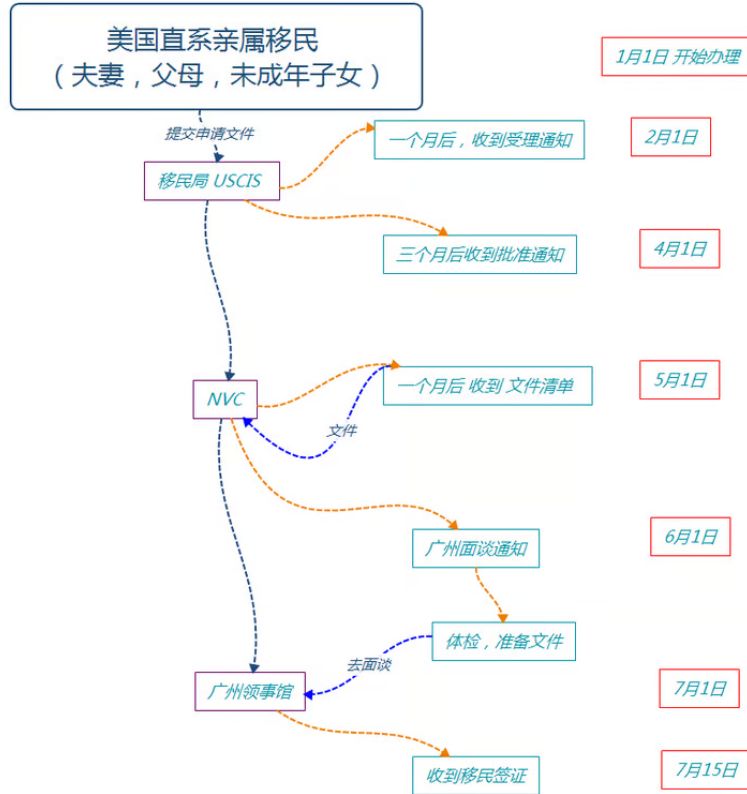 美国直系亲属移民
（夫妻，父母，未成年子女）
1月1日 开始办理
提交申请文件
一个月后，收到受理通知
2月1日
移民局 USCIS
三个月后收到批准通知
4月1日
一个月后 收到 文件清单
5月1日
NVC
文件
广州面谈通知
6月1日
体检，准备文件
去面谈
广州领事馆
7月1日
收到移民签证
7月15日